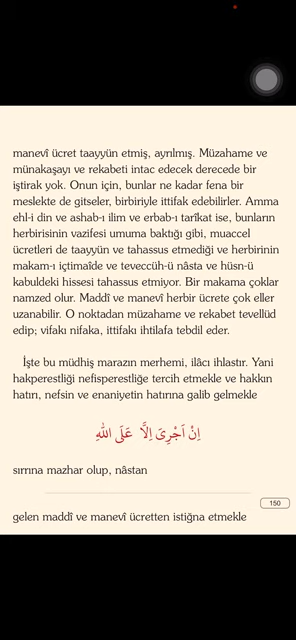 manevî ücret taayyün etmiş, ayrılmış. Müzahame ve
münakaşayı ve rekabeti intac edecek derecede bir
iştirak yok. Onun için, bunlar ne kadar fena bir
meslekte de gitseler, birbiriyle ittifak edebilirler. Amma
ehl-i din ve ashab-ı ilim ve erbab-ı tarîkat ise, bunların
herbirisinin vazifesi umuma baktığı gibi, muaccel
ücretleri de taayyün ve tahassus etmediği ve herbirinin
makam-ı içtimaîde ve teveccüh-ü nâsta ve hüsn-ü
kabuldeki hissesi tahassus etmiyor. Bir makama çoklar
namzed olur. Maddî ve manevî herbir ücrete çok eller
uzanabilir. O noktadan müzahame ve rekabet tevellüd
edip; vifakı nifaka, ittifakı ihtilafa tebdil eder.
İşte bu müdhiş marazın merhemi, ilâcı ihlastır. Yani
hakperestliği nefisperestliğe tercih etmekle ve hakkın
hatırı, nefsin ve enaniyetin hatırına galib gelmekle
اِنْ اَجْرِىَ اِلَّا عَلَى اللّٰهِ
sırrına mazhar olup, nâstan
150
gelen maddî ve manevî ücretten istiğna etmekle